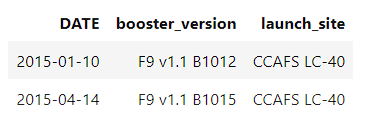 DATE booster_version launch_site
2015-01-10 F9 v1.1 B1012 CCAFS LC-40
2015-04-14 F9 v1.1 B1015 CCAFS LC-40